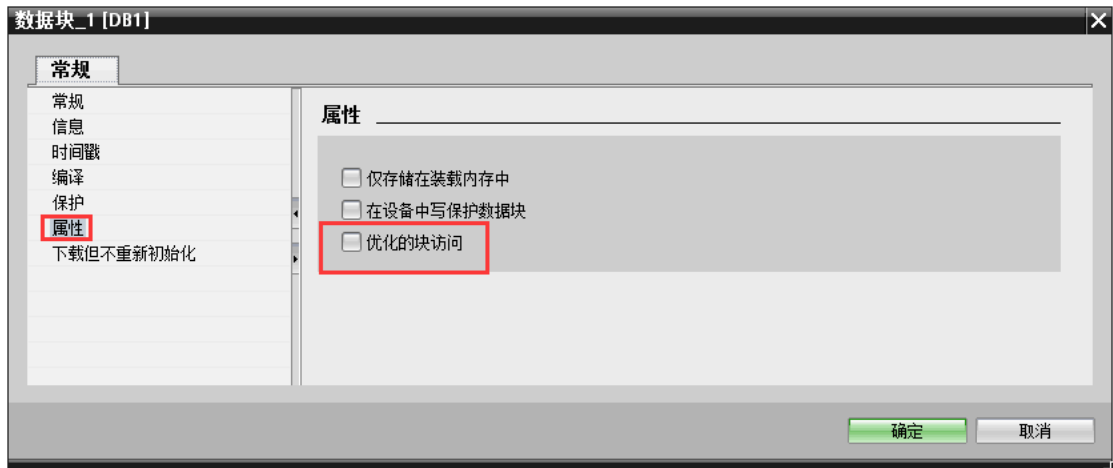 数据块_1 [DB1]
常规
常规
信息
时间戳
编译
保护
属性
下载但不重新初始化
属性
仅存储在装载内存中
在设备中写保护数据块
优化的块访问
确定
取消